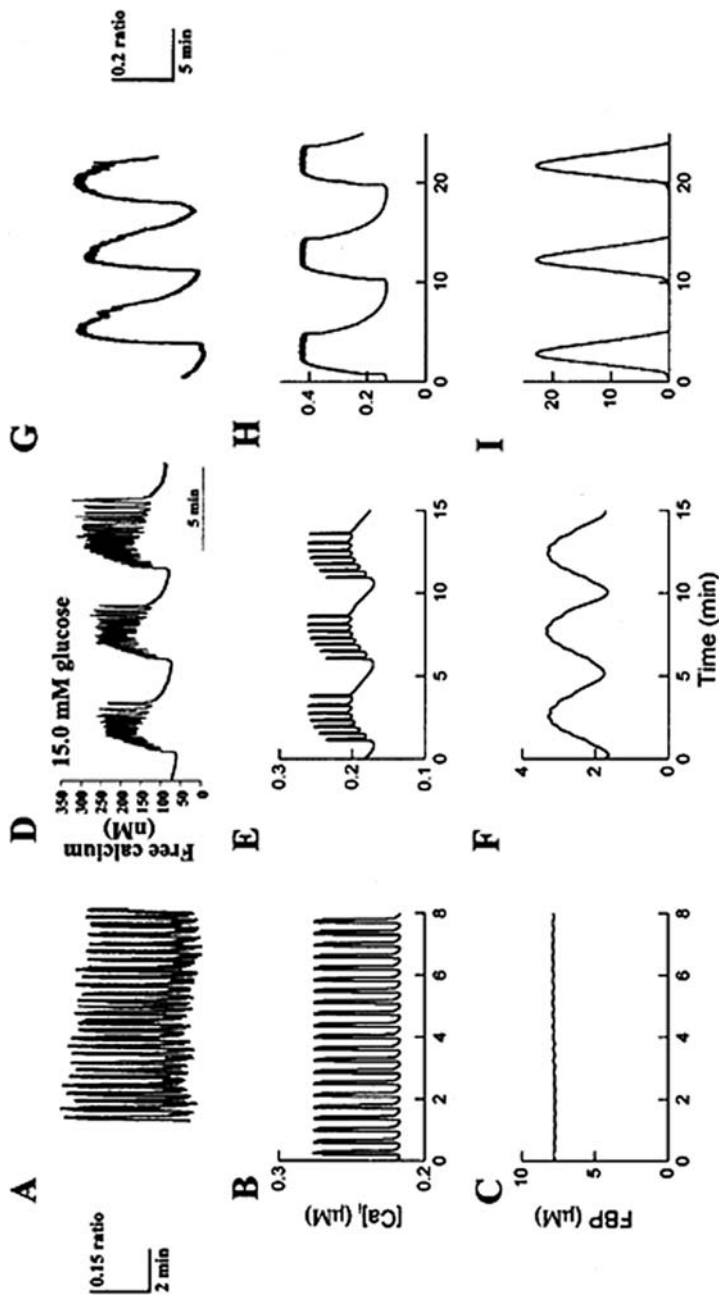 A
0.15 ratio
2 min
B
0.3
0.2
[Ca]i (µM)
0 2 4 6 8
C
10
5
0
FBP (µM)
0 2 4 6 8
D
15.0 mM glucose
350
300
250
200
150
100
50
0
Free calcium
(nM)
5 min
E
0.3
0.2
0.1
0 5 10 15
F
4
2
0
0 5 10 15
Time (min)
G
0.2 ratio
5 min
H
0.4
0.2
0
0 10 20
I
20
10
0
0 10 20